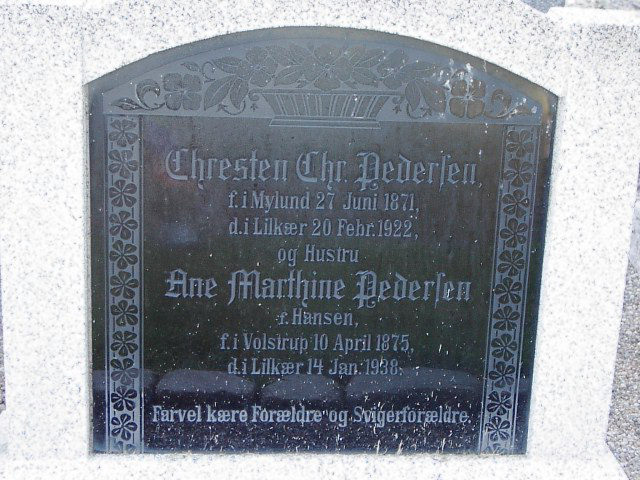 Chresten Chr. Pedersen,
f. i Mylund 27 Juni 1871,
d. i Lilkær 20 Febr. 1922,
og Hustru
Ane Marthine Pedersen
f. Hansen,
f. i Volstrup 10 April 1875,
d. i Lilkær 14 Jan. 1938.
Farvel kære Forældre og Svigerforældre.